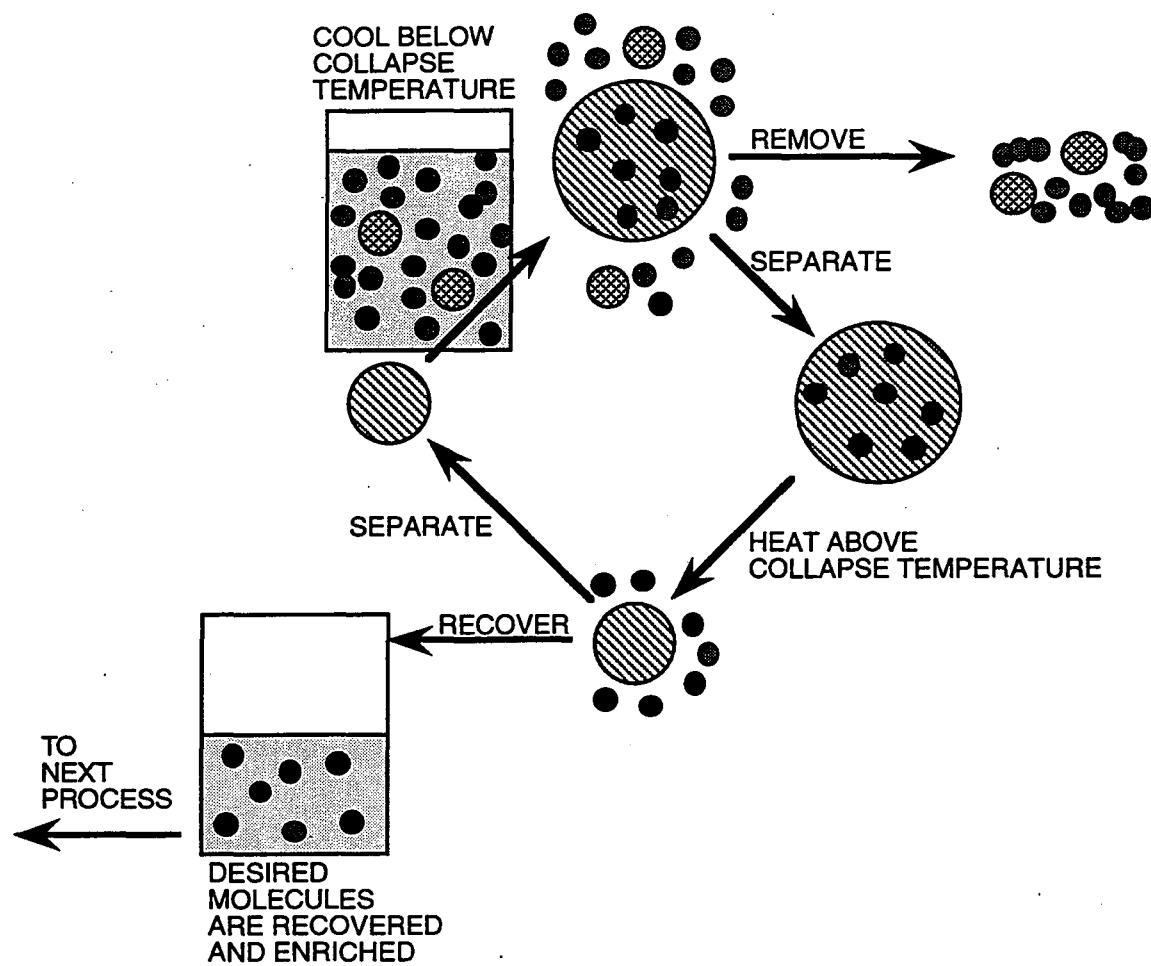 COOL BELOW
COLLAPSE
TEMPERATURE
REMOVE
SEPARATE
HEAT ABOVE
COLLAPSE TEMPERATURE
SEPARATE
RECOVER
TO
NEXT
PROCESS
DESIRED
MOLECULES
ARE RECOVERED
AND ENRICHED